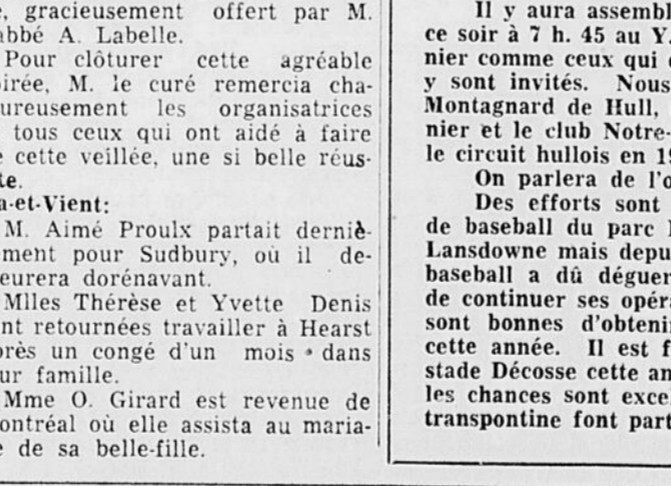 , gracieusement offert par M.
abbé A. Labelle.
Pour clôturer cette agréable
oirée, M. le curé remercia cha-
ureusement les organisatrices
tous ceux qui ont aidé à faire
cette veillée, une si belle réus-
te.
a-et-Vient:
M. Aimé Proulx partait derniè-
ement pour Sudbury, où il de-
eurera dorénavant.
Mlles Thérèse et Yvette Denis
nt retournées travailler à Hearst
près un congé d'un mois dans
ur famille.
Mme O. Girard est revenue de
ontréal où elle assista au maria-
e de sa belle-fille.
Il y aura assembl
ce soir à 7 h. 45 au Y.
nier comme ceux qui
y sont invités. Nous
Montagnard de Hull,
nier et le club Notre-
le circuit hullois en 19
On parlera de l'o
Des efforts sont
de baseball du parc
Lansdowne mais depu
baseball a dû déguer
de continuer ses opéra
sont bonnes d'obteni
cette année. Il est f
stade Décosse cette an
les chances sont exce
transpontine font part